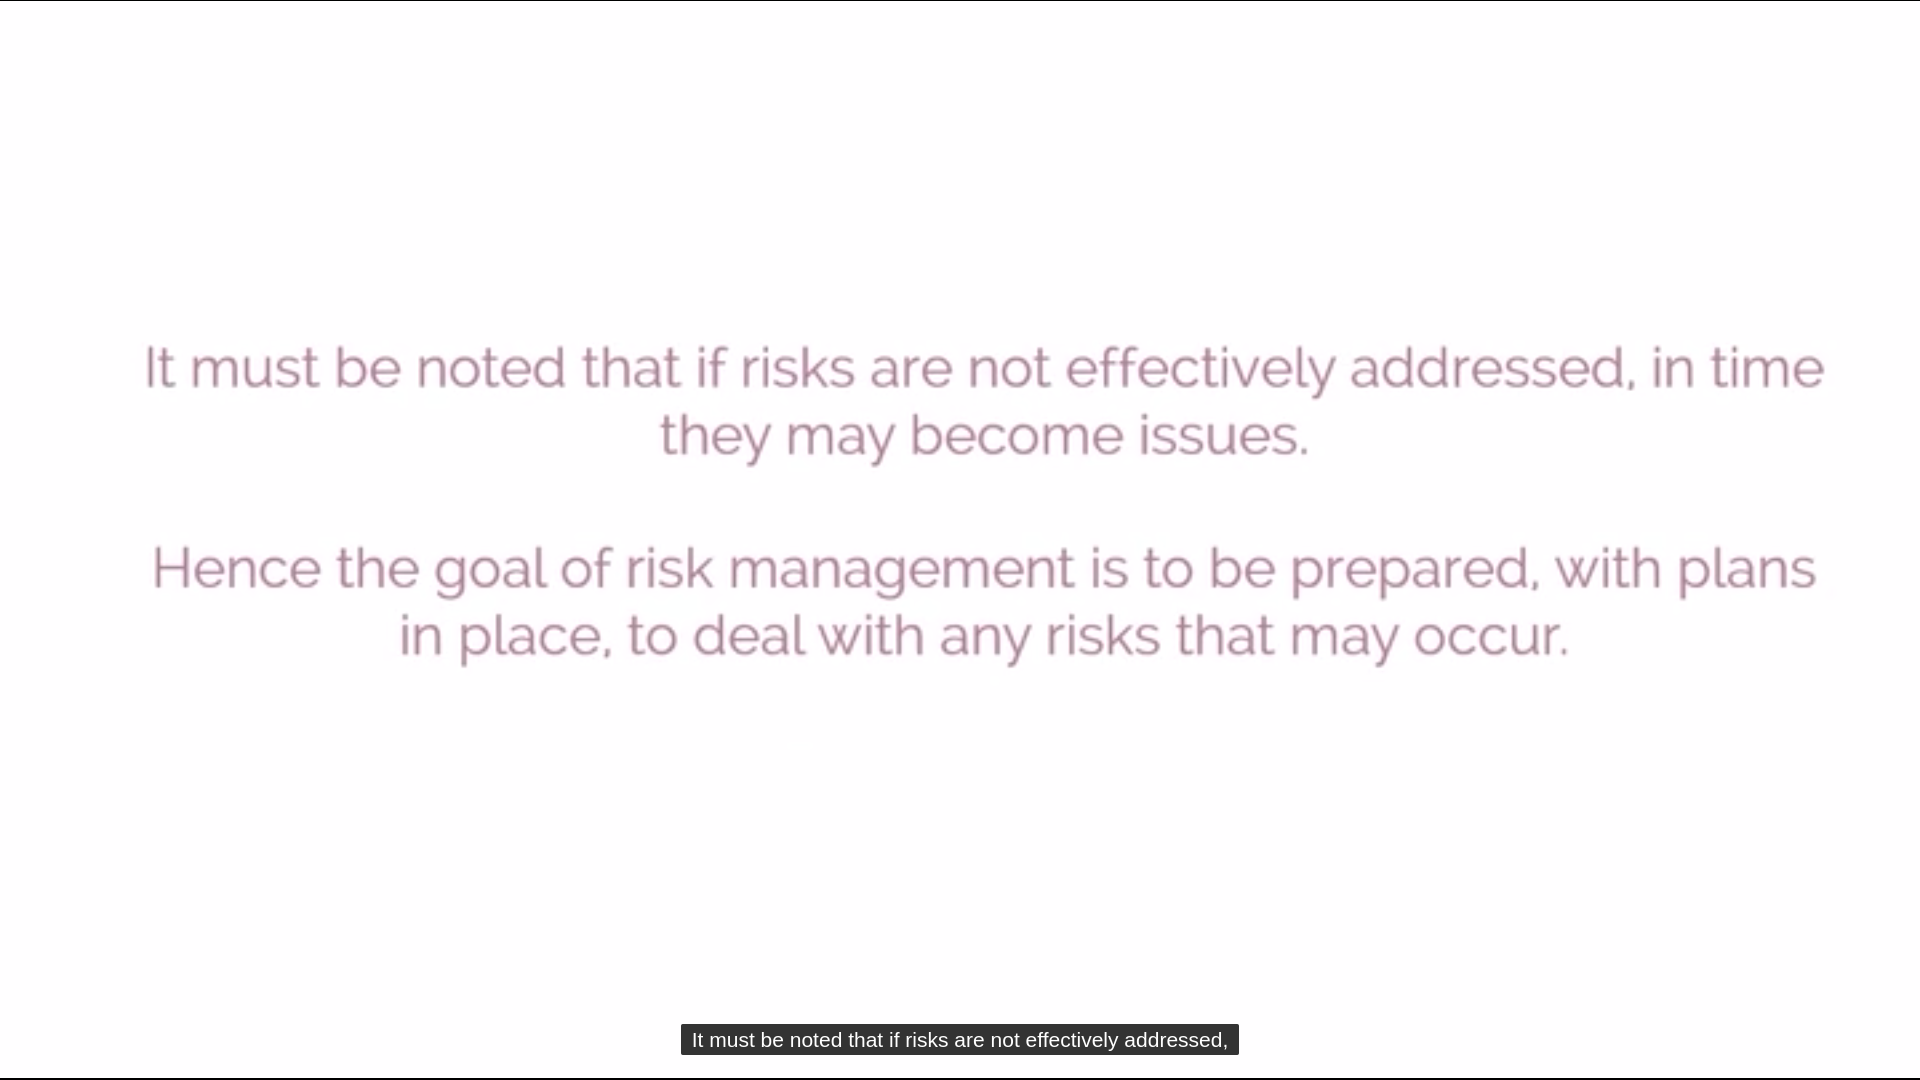 It must be noted that if risks are not effectively addressed, in time
they may become issues.
Hence the goal of risk management is to be prepared, with plans
in place, to deal with any risks that may occur.
It must be noted that if risks are not effectively addressed,